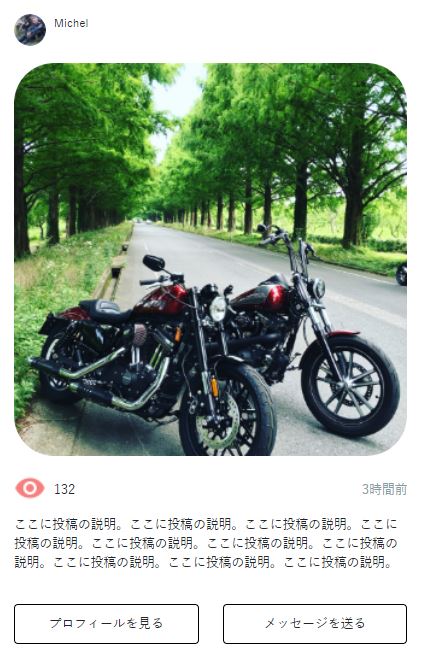 Michel
132
3時間前
ここに投稿の説明。ここに投稿の説明。ここに投稿の説明。ここに
投稿の説明。ここに投稿の説明。ここに投稿の説明。ここに投稿の
説明。ここに投稿の説明。ここに投稿の説明。ここに投稿の説明。
プロフィールを見る
メッセージを送る